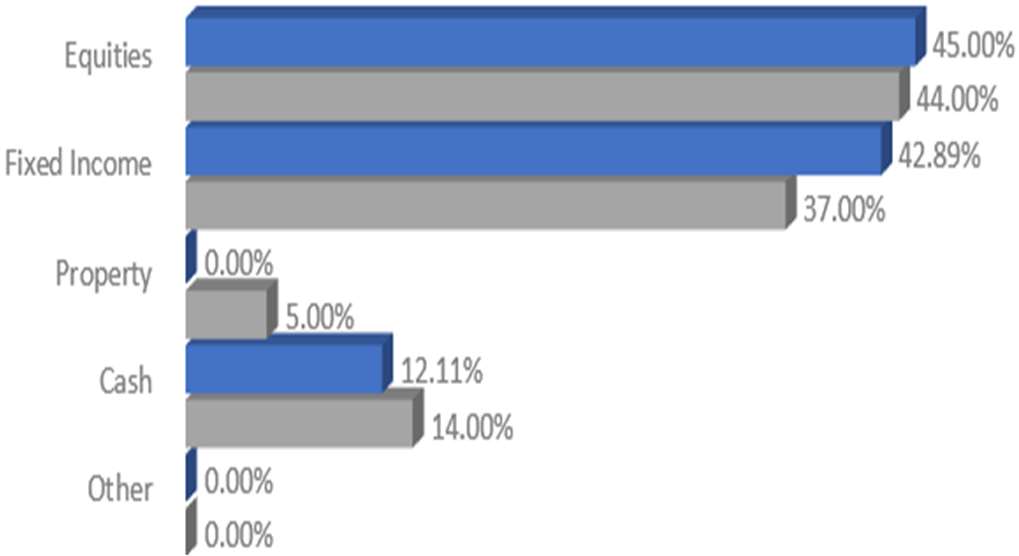 Equities
45.00%
44.00%
Fixed Income
42.89%
37.00%
Property
0.00%
5.00%
Cash
12.11%
14.00%
Other
0.00%
0.00%